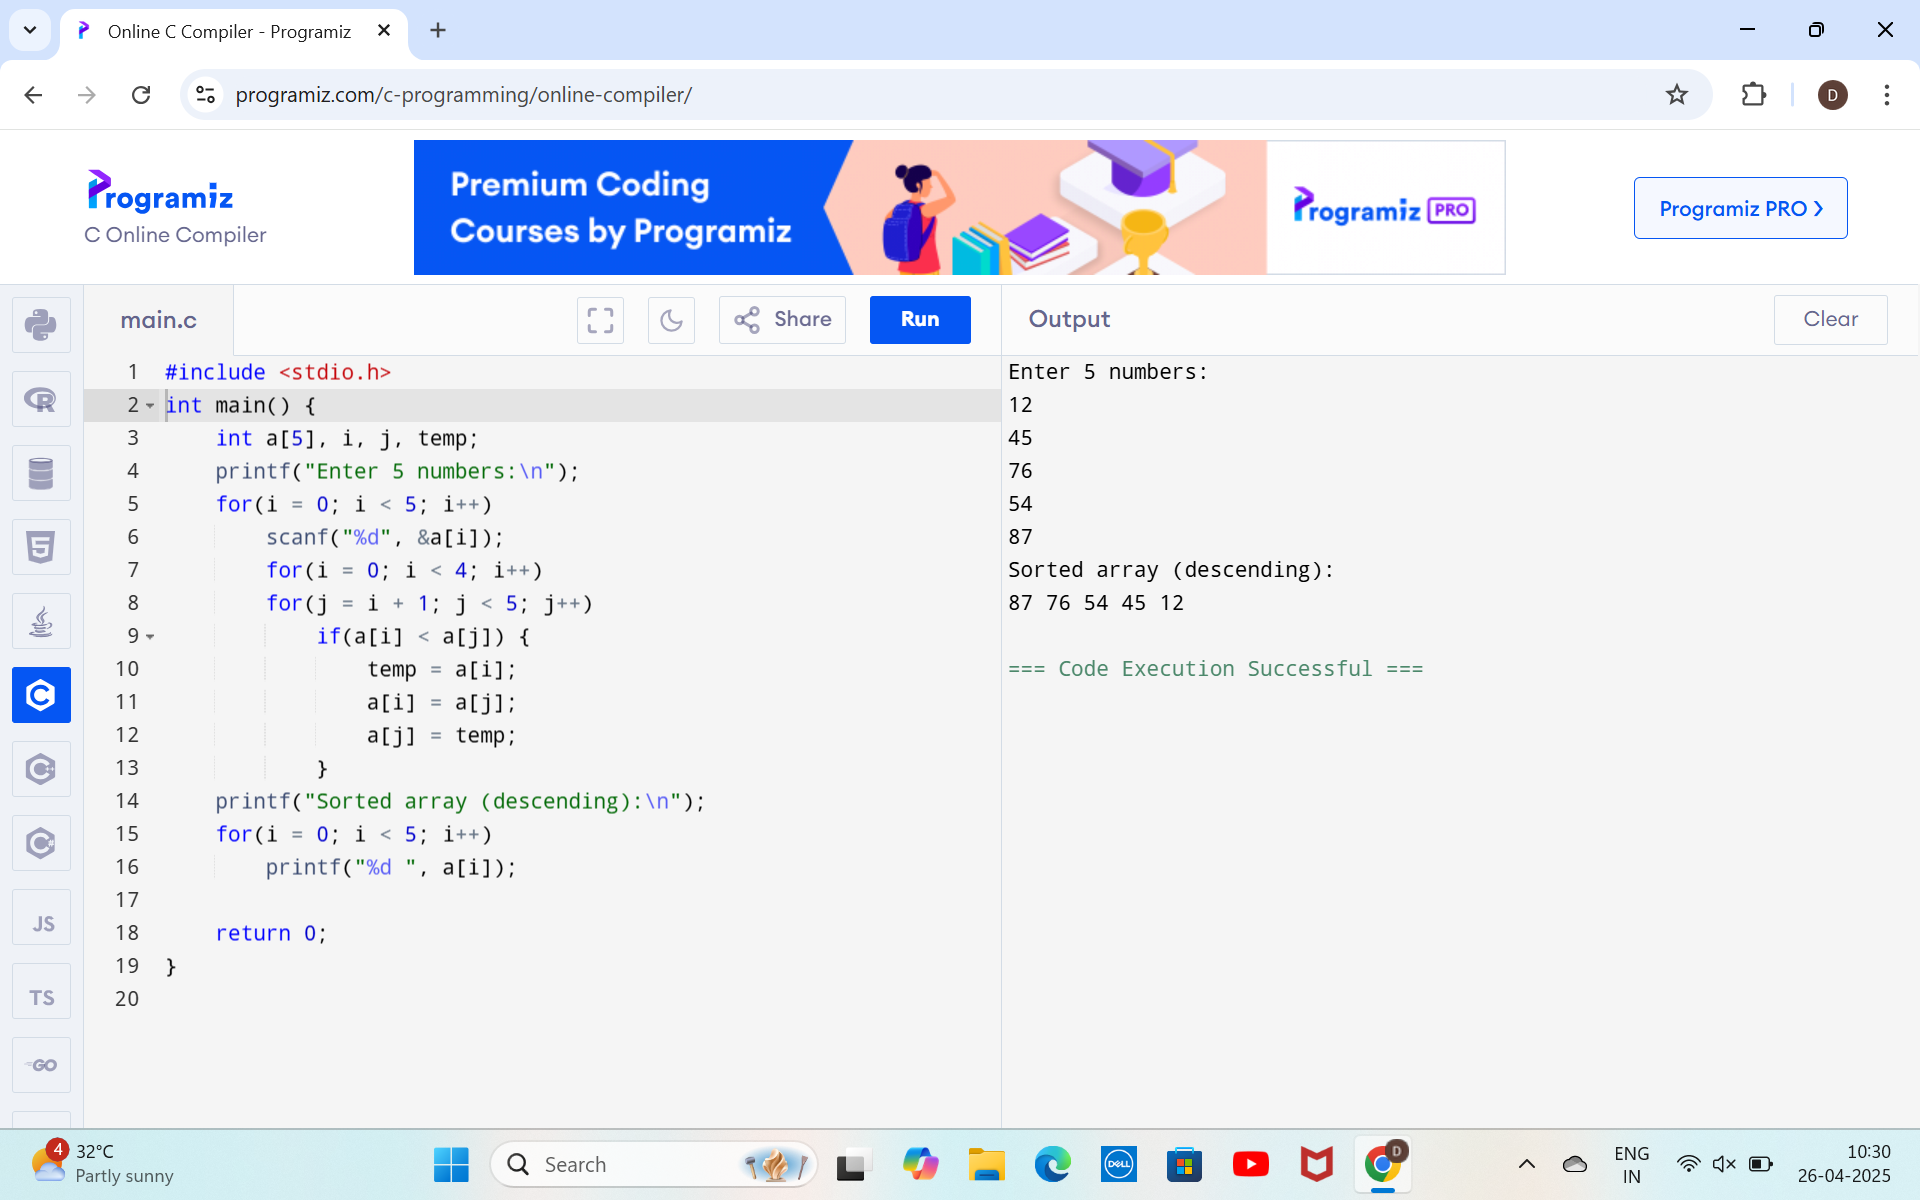 Online C Compiler - Programiz
programiz.com/c-programming/online-compiler/
D
Programiz
C Online Compiler
Premium Coding
Courses by Programiz
Programiz PRO
Programiz PRO
main.c
Share
Run
Output
Clear
1 #include <stdio.h>
2 int main() {
3     int a[5], i, j, temp;
4     printf("Enter 5 numbers:\n");
5     for(i = 0; i < 5; i++)
6         scanf("%d", &a[i]);
7         for(i = 0; i < 4; i++)
8         for(j = i + 1; j < 5; j++)
9             if(a[i] < a[j]) {
10                 temp = a[i];
11                 a[i] = a[j];
12                 a[j] = temp;
13             }
14     printf("Sorted array (descending):\n");
15     for(i = 0; i < 5; i++)
16         printf("%d ", a[i]);
17
18     return 0;
19 }
20
Enter 5 numbers:
12
45
76
54
87
Sorted array (descending):
87 76 54 45 12
=== Code Execution Successful ===
R
5
C
C
C#
JS
TS
GO
4
32°C
Partly sunny
Search
DELL
D
ENG
IN
10:30
26-04-2025